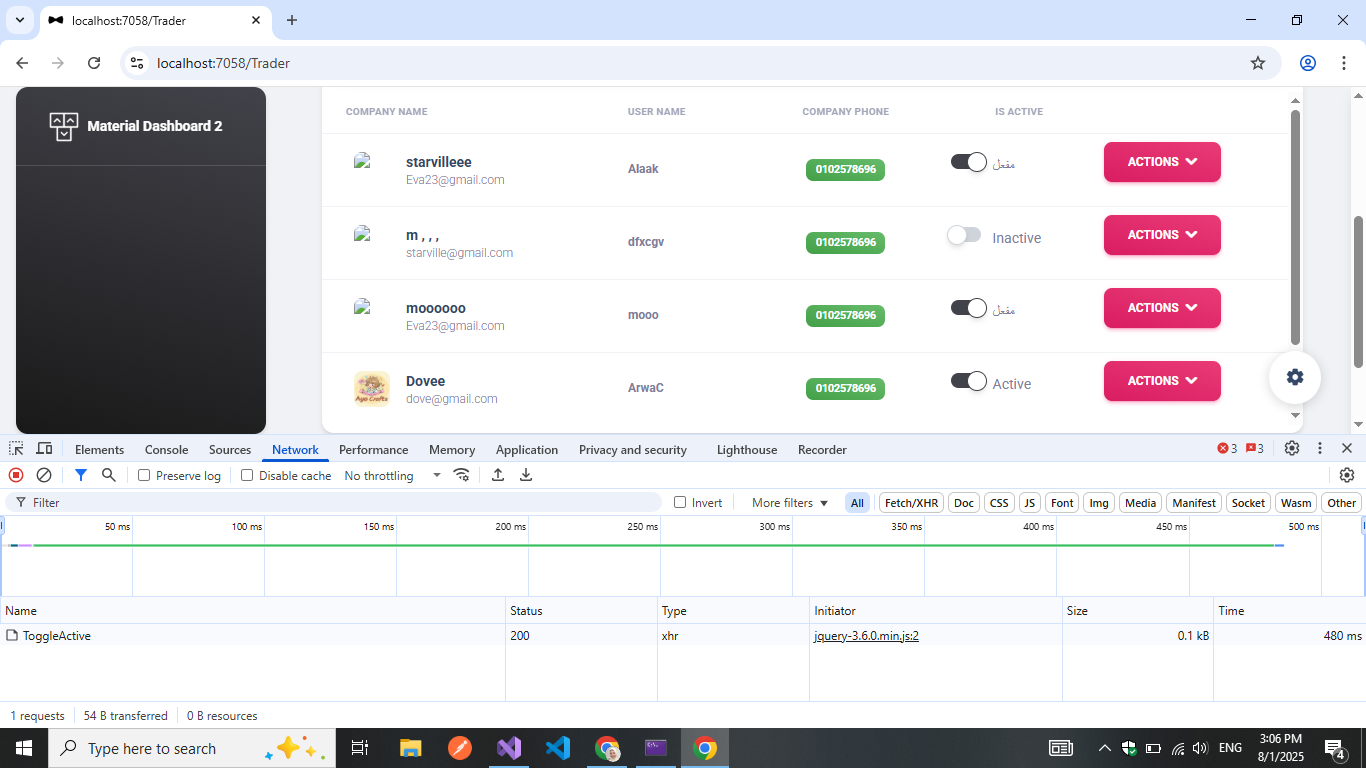 localhost:7058/Trader
localhost:7058/Trader
Material Dashboard 2
COMPANY NAME USER NAME COMPANY PHONE IS ACTIVE
starvilleee
Eva23@gmail.com
Alaak
0102578696
مفعل
ACTIONS
m , , ,
starville@gmail.com
dfxcgv
0102578696
Inactive
ACTIONS
moooooo
Eva23@gmail.com
mooo
0102578696
مفعل
ACTIONS
Dovee
dove@gmail.com
ArwaC
0102578696
Active
ACTIONS
Elements Console Sources Network Performance Memory Application Privacy and security Lighthouse Recorder 3 3
Preserve log Disable cache No throttling
Filter Invert More filters All Fetch/XHR Doc CSS JS Font Img Media Manifest Socket Wasm Other
50 ms 100 ms 150 ms 200 ms 250 ms 300 ms 350 ms 400 ms 450 ms 500 ms
Name Status Type Initiator Size Time
ToggleActive 200 xhr jquery-3.6.0.min.js:2 0.1 kB 480 ms
1 requests 54 B transferred 0 B resources
Type here to search
ENG
3:06 PM
8/1/2025
4